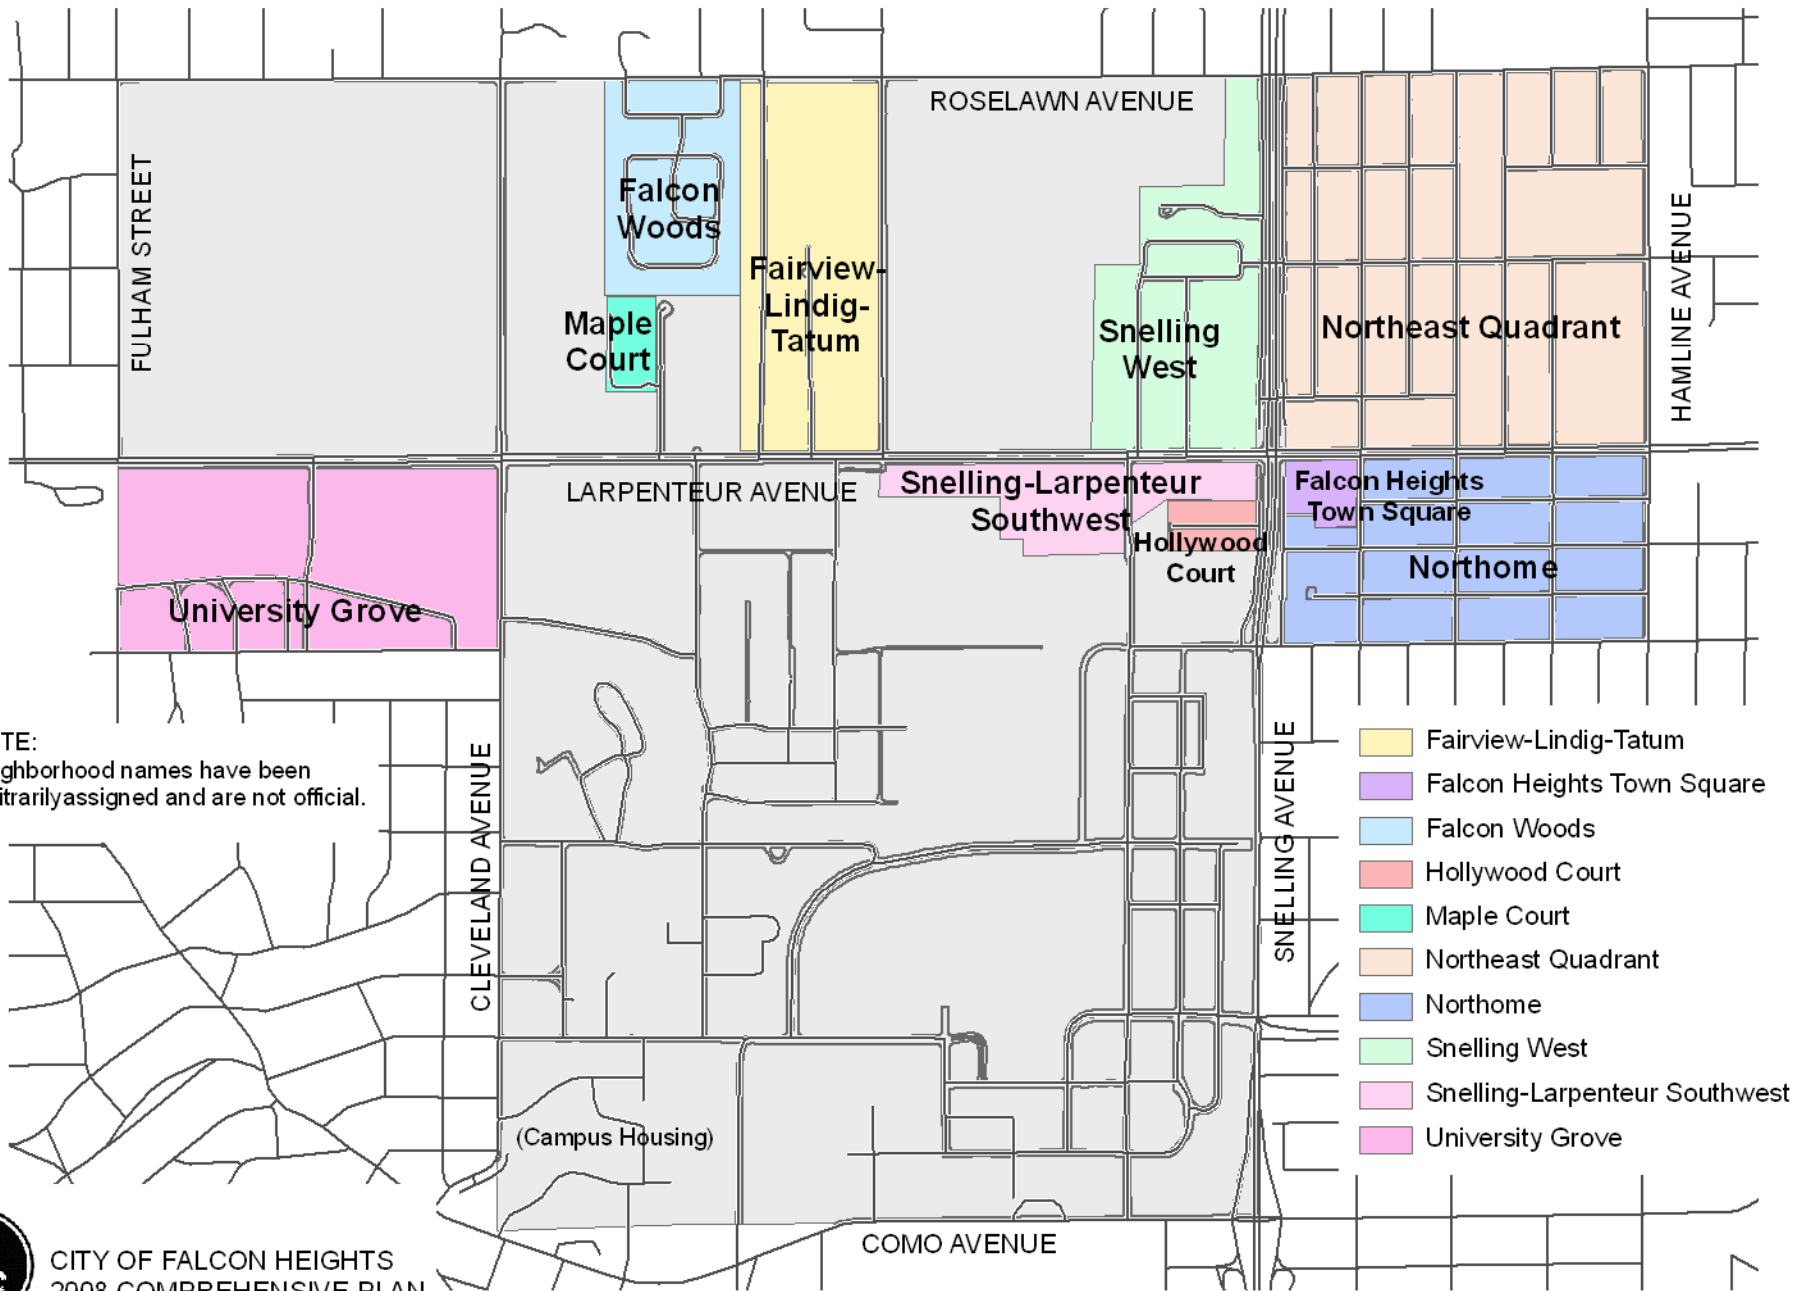 ROSELAWN AVENUE
FULHAM STREET
Falcon
Woods
HAMLINE AVENUE
Fairview-
Lindig-
Tatum
Maple
Court
Snelling
West
Northeast Quadrant
LARPENTEUR AVENUE
Snelling-Larpenteur
Southwest
Falcon Heights
Town Square
Hollywood
Court
Northome
University Grove
TE:
ghborhood names have been
itrarilyassigned and are not official.
CLEVELAND AVENUE
SNELLING AVENUE
Fairview-Lindig-Tatum
Falcon Heights Town Square
Falcon Woods
Hollywood Court
Maple Court
Northeast Quadrant
Northome
Snelling West
Snelling-Larpenteur Southwest
University Grove
(Campus Housing)
COMO AVENUE
CITY OF FALCON HEIGHTS
2008 COMPREHENSIVE PLAN